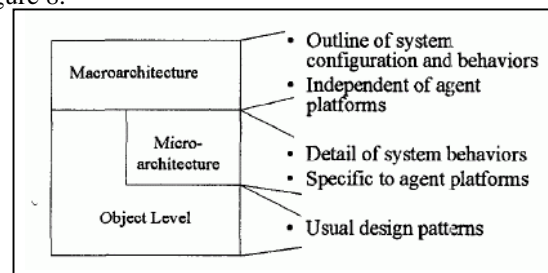 gure 8.
Macroarchitecture
• Outline of system
configuration and behaviors
• Independent of agent
platforms
Micro-
architecture
• Detail of system behaviors
• Specific to agent platforms
Object Level
• Usual design patterns